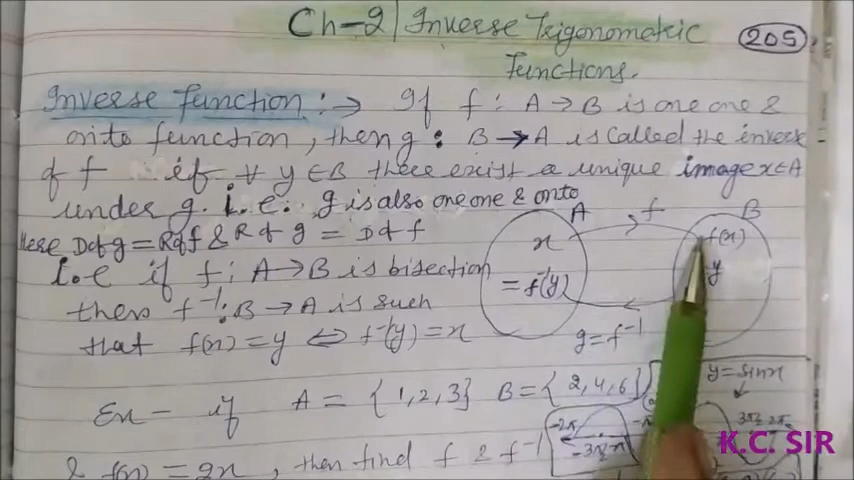 Ch-2 | Inverse Trigonometric
Functions.
205
Inverse function :→ If f : A → B is one one &
onto function, then g : B → A is called the inverse
of f if ∀ y ∈ B there exist a unique image x ∈ A
under g. i.e. g is also one one & onto
Here D of g = R of f & R of g = D of f
i.e if f : A → B is bisection
then f⁻¹ : B → A is such
that f(x) = y ⇔ f⁻¹(y) = x
A f B
x f(x)
= f⁻¹(y) y
g = f⁻¹
Ex - if A = {1,2,3} B = {2,4,6}
& f(x) = 2x, then find f & f⁻¹
y = sinx
-2π
K.C. SIR